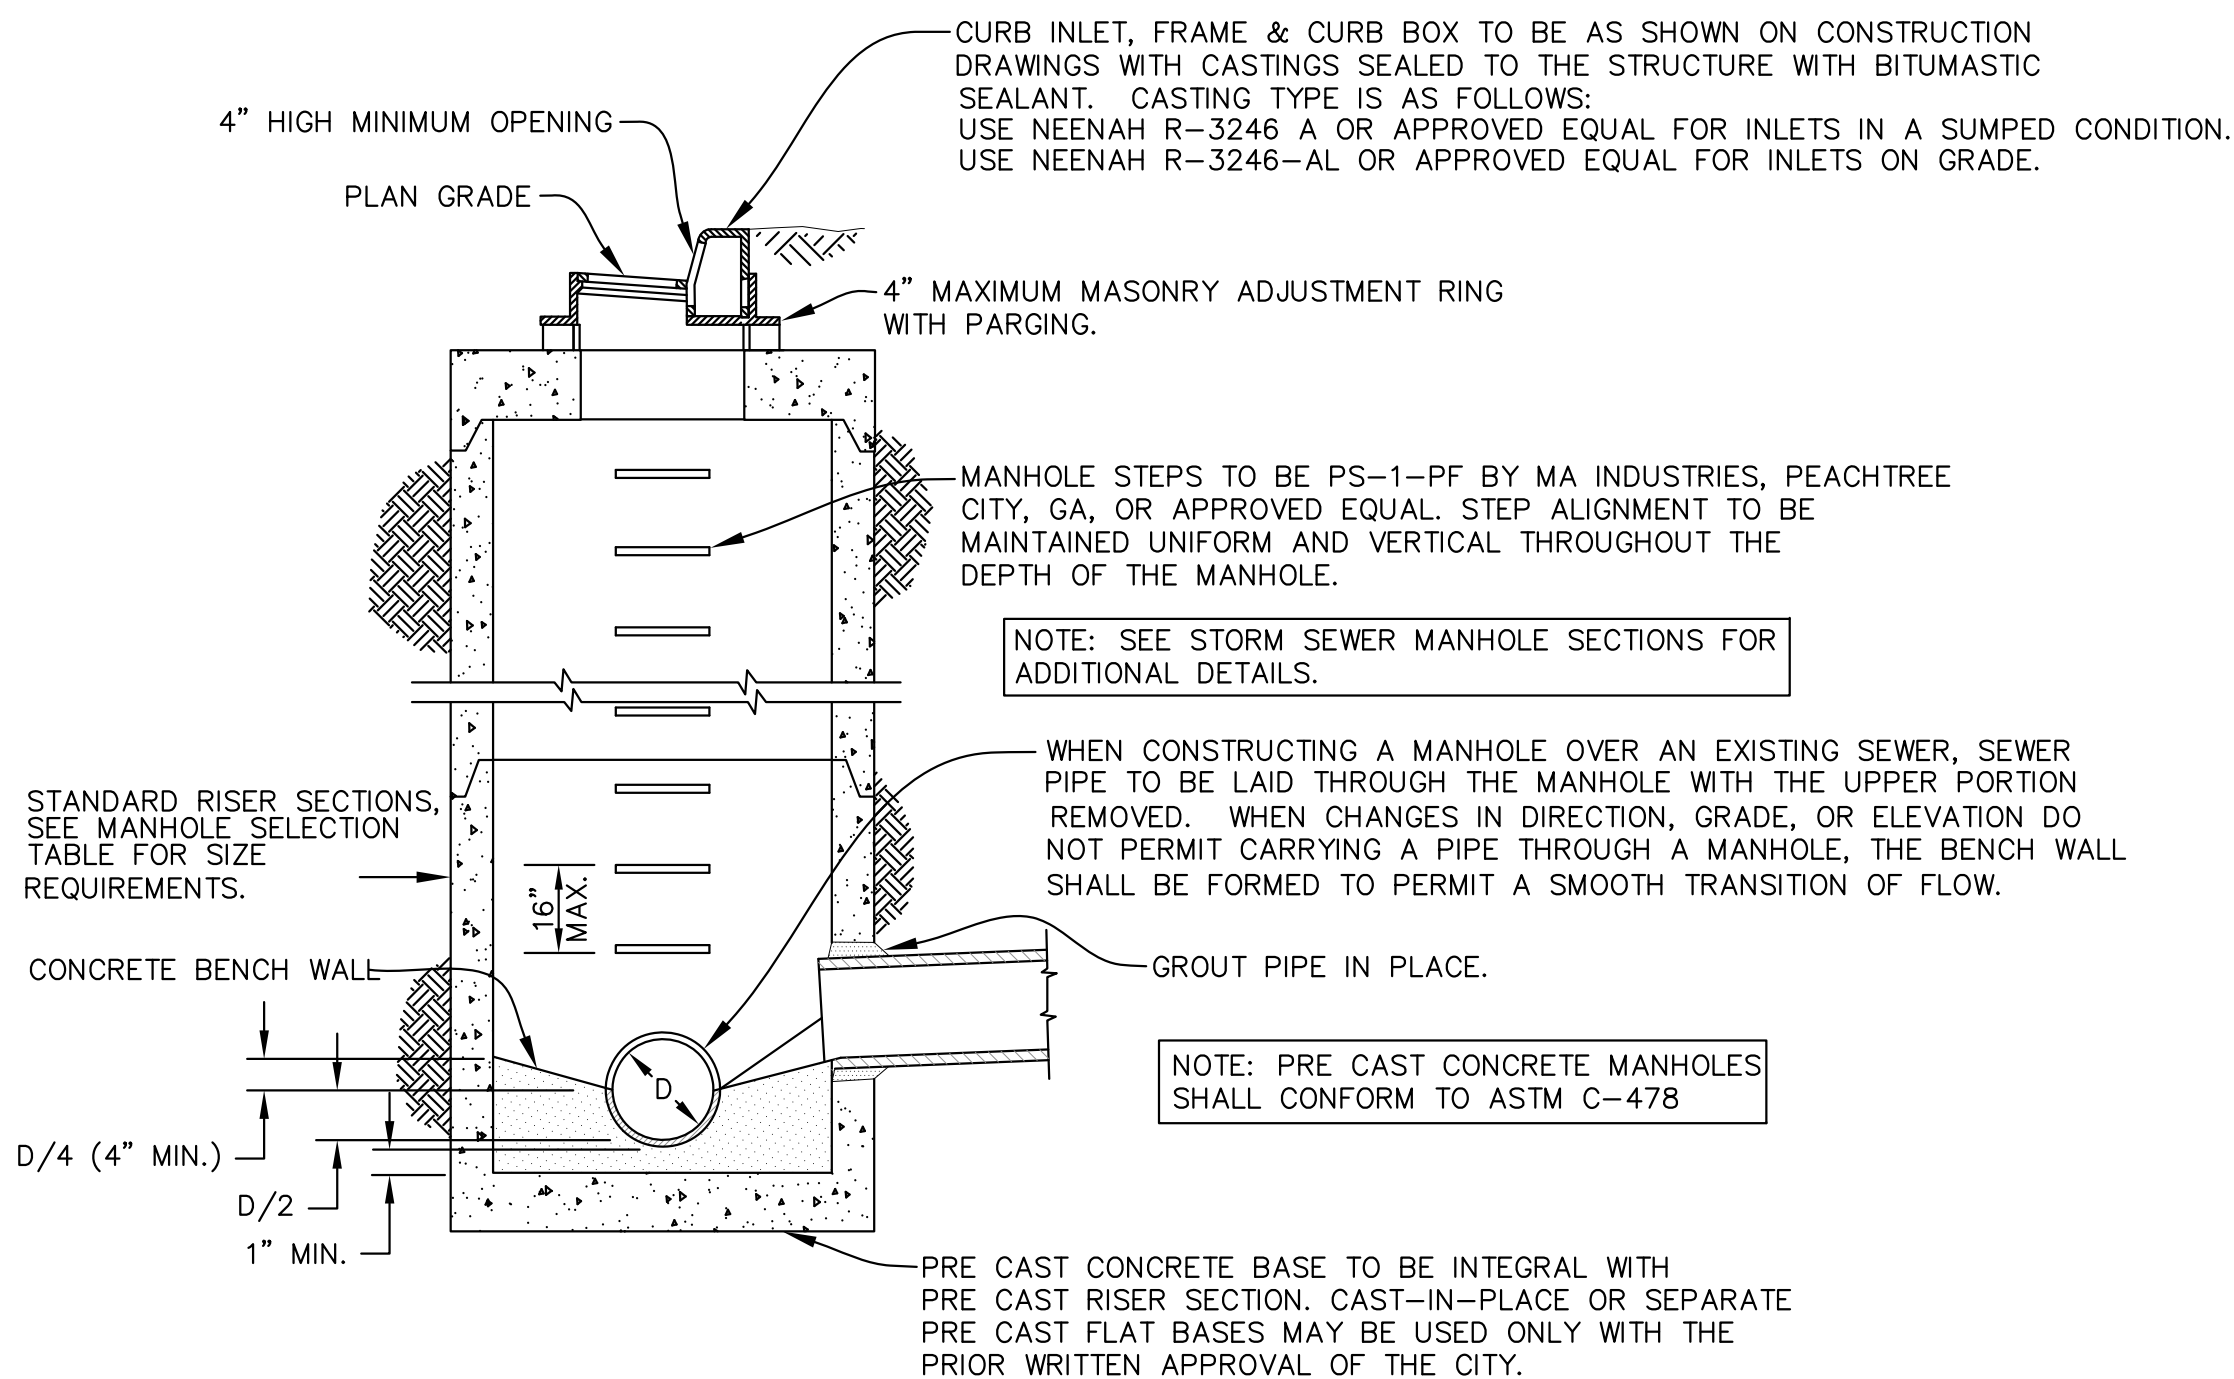 CURB INLET, FRAME & CURB BOX TO BE AS SHOWN ON CONSTRUCTION
DRAWINGS WITH CASTINGS SEALED TO THE STRUCTURE WITH BITUMASTIC
SEALANT. CASTING TYPE IS AS FOLLOWS:
USE NEENAH R-3246 A OR APPROVED EQUAL FOR INLETS IN A SUMPED CONDITION.
USE NEENAH R-3246-AL OR APPROVED EQUAL FOR INLETS ON GRADE.
4" HIGH MINIMUM OPENING
PLAN GRADE
4" MAXIMUM MASONRY ADJUSTMENT RING
WITH PARGING.
MANHOLE STEPS TO BE PS-1-PF BY MA INDUSTRIES, PEACHTREE
CITY, GA, OR APPROVED EQUAL. STEP ALIGNMENT TO BE
MAINTAINED UNIFORM AND VERTICAL THROUGHOUT THE
DEPTH OF THE MANHOLE.
NOTE: SEE STORM SEWER MANHOLE SECTIONS FOR
ADDITIONAL DETAILS.
WHEN CONSTRUCTING A MANHOLE OVER AN EXISTING SEWER, SEWER
PIPE TO BE LAID THROUGH THE MANHOLE WITH THE UPPER PORTION
REMOVED. WHEN CHANGES IN DIRECTION, GRADE, OR ELEVATION DO
NOT PERMIT CARRYING A PIPE THROUGH A MANHOLE, THE BENCH WALL
SHALL BE FORMED TO PERMIT A SMOOTH TRANSITION OF FLOW.
STANDARD RISER SECTIONS,
SEE MANHOLE SELECTION
TABLE FOR SIZE
REQUIREMENTS.
16"
MAX.
CONCRETE BENCH WALL
GROUT PIPE IN PLACE.
D
NOTE: PRE CAST CONCRETE MANHOLES
SHALL CONFORM TO ASTM C-478
D/4 (4" MIN.)
D/2
1" MIN.
PRE CAST CONCRETE BASE TO BE INTEGRAL WITH
PRE CAST RISER SECTION. CAST-IN-PLACE OR SEPARATE
PRE CAST FLAT BASES MAY BE USED ONLY WITH THE
PRIOR WRITTEN APPROVAL OF THE CITY.